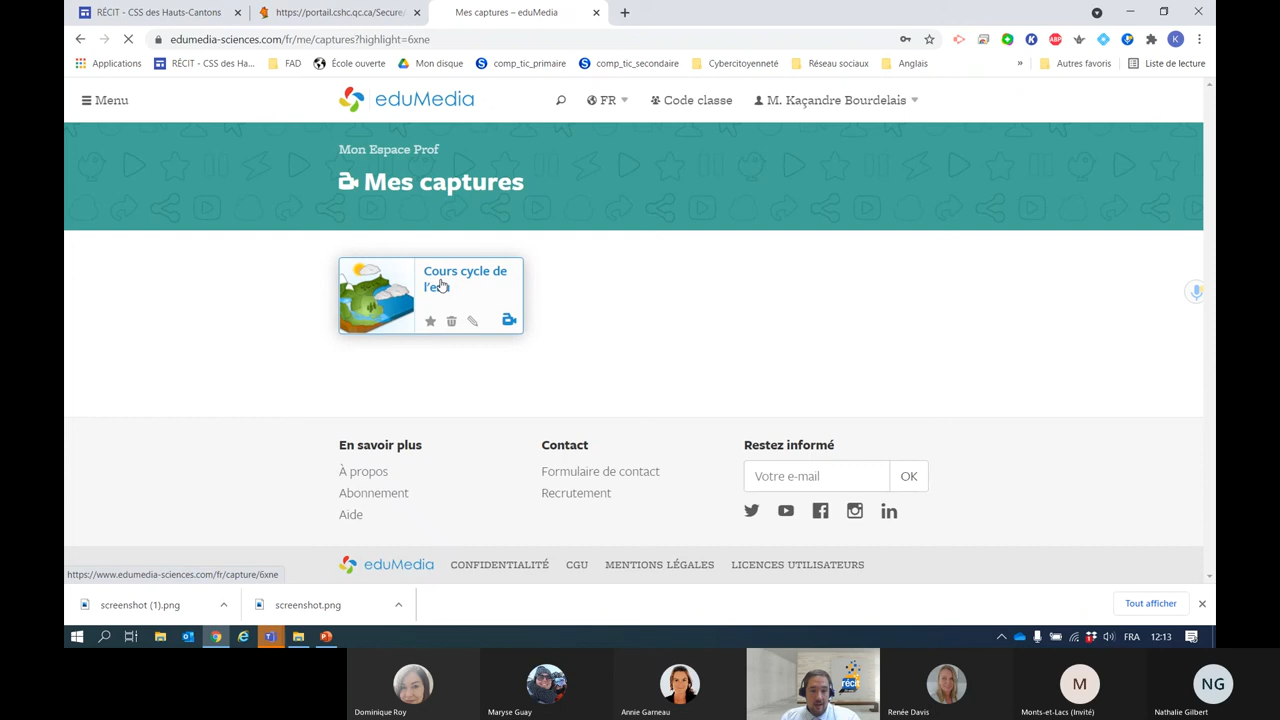 RÉCIT - CSS des Hauts-Cantons
https://portail.cshc.qc.ca/Secure/
Mes captures – eduMedia
edumedia-sciences.com/fr/me/captures?highlight=6xne
ABP
K
Applications
RÉCIT - CSS des Ha...
FAD
École ouverte
Mon disque
comp_tic_primaire
comp_tic_secondaire
Cybercitoyenneté
Réseau sociaux
Anglais
»
Autres favoris
Liste de lecture
Menu
eduMedia
FR
Code classe
M. Kaçandre Bourdelais
Mon Espace Prof
Mes captures
Cours cycle de
l'eau
En savoir plus
Contact
Restez informé
À propos
Formulaire de contact
Votre e-mail
OK
Abonnement
Recrutement
Aide
eduMedia
CONFIDENTIALITÉ
CGU
MENTIONS LÉGALES
LICENCES UTILISATEURS
https://www.edumedia-sciences.com/fr/capture/6xne
screenshot (1).png
screenshot.png
Tout afficher
FRA
12:13
récit
M
NG
Dominique Roy
Maryse Guay
Annie Garneau
Renée Davis
Monts-et-Lacs (Invité)
Nathalie Gilbert